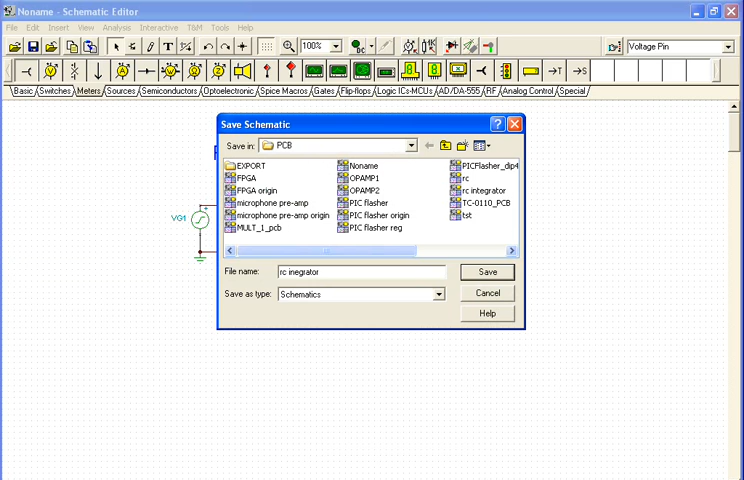 Noname - Schematic Editor
File Edit Insert View Analysis Interactive T&M Tools Help
100% Voltage Pin
Basic Switches Meters Sources Semiconductors Optoelectronic Spice Macros Gates Flip-flops Logic ICs-MCUs AD/DA-555 RF Analog Control Special
Save Schematic
Save in: PCB
EXPORT Noname PICFlasher_dip4
FPGA OPAMP1 rc
FPGA origin OPAMP2 rc integrator
microphone pre-amp PIC flasher TC-0110_PCB
microphone pre-amp origin PIC flasher origin tst
MULT_1_pcb PIC flasher reg
VG1
File name: rc inegrator Save
Save as type: Schematics Cancel
Help